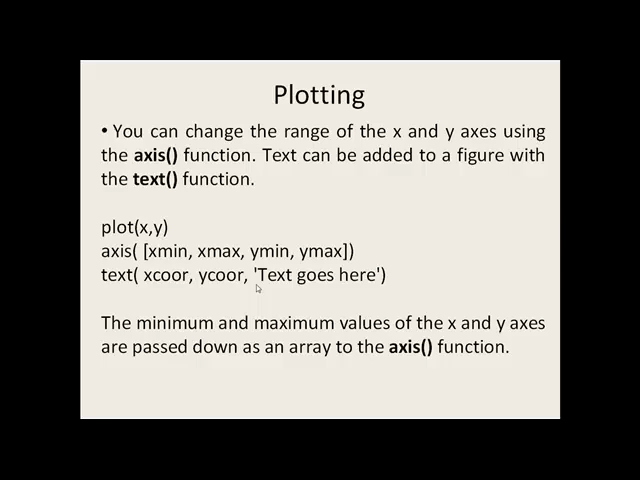 Plotting
• You can change the range of the x and y axes using
the axis() function. Text can be added to a figure with
the text() function.
plot(x,y)
axis( [xmin, xmax, ymin, ymax])
text( xcoor, ycoor, 'Text goes here')
The minimum and maximum values of the x and y axes
are passed down as an array to the axis() function.